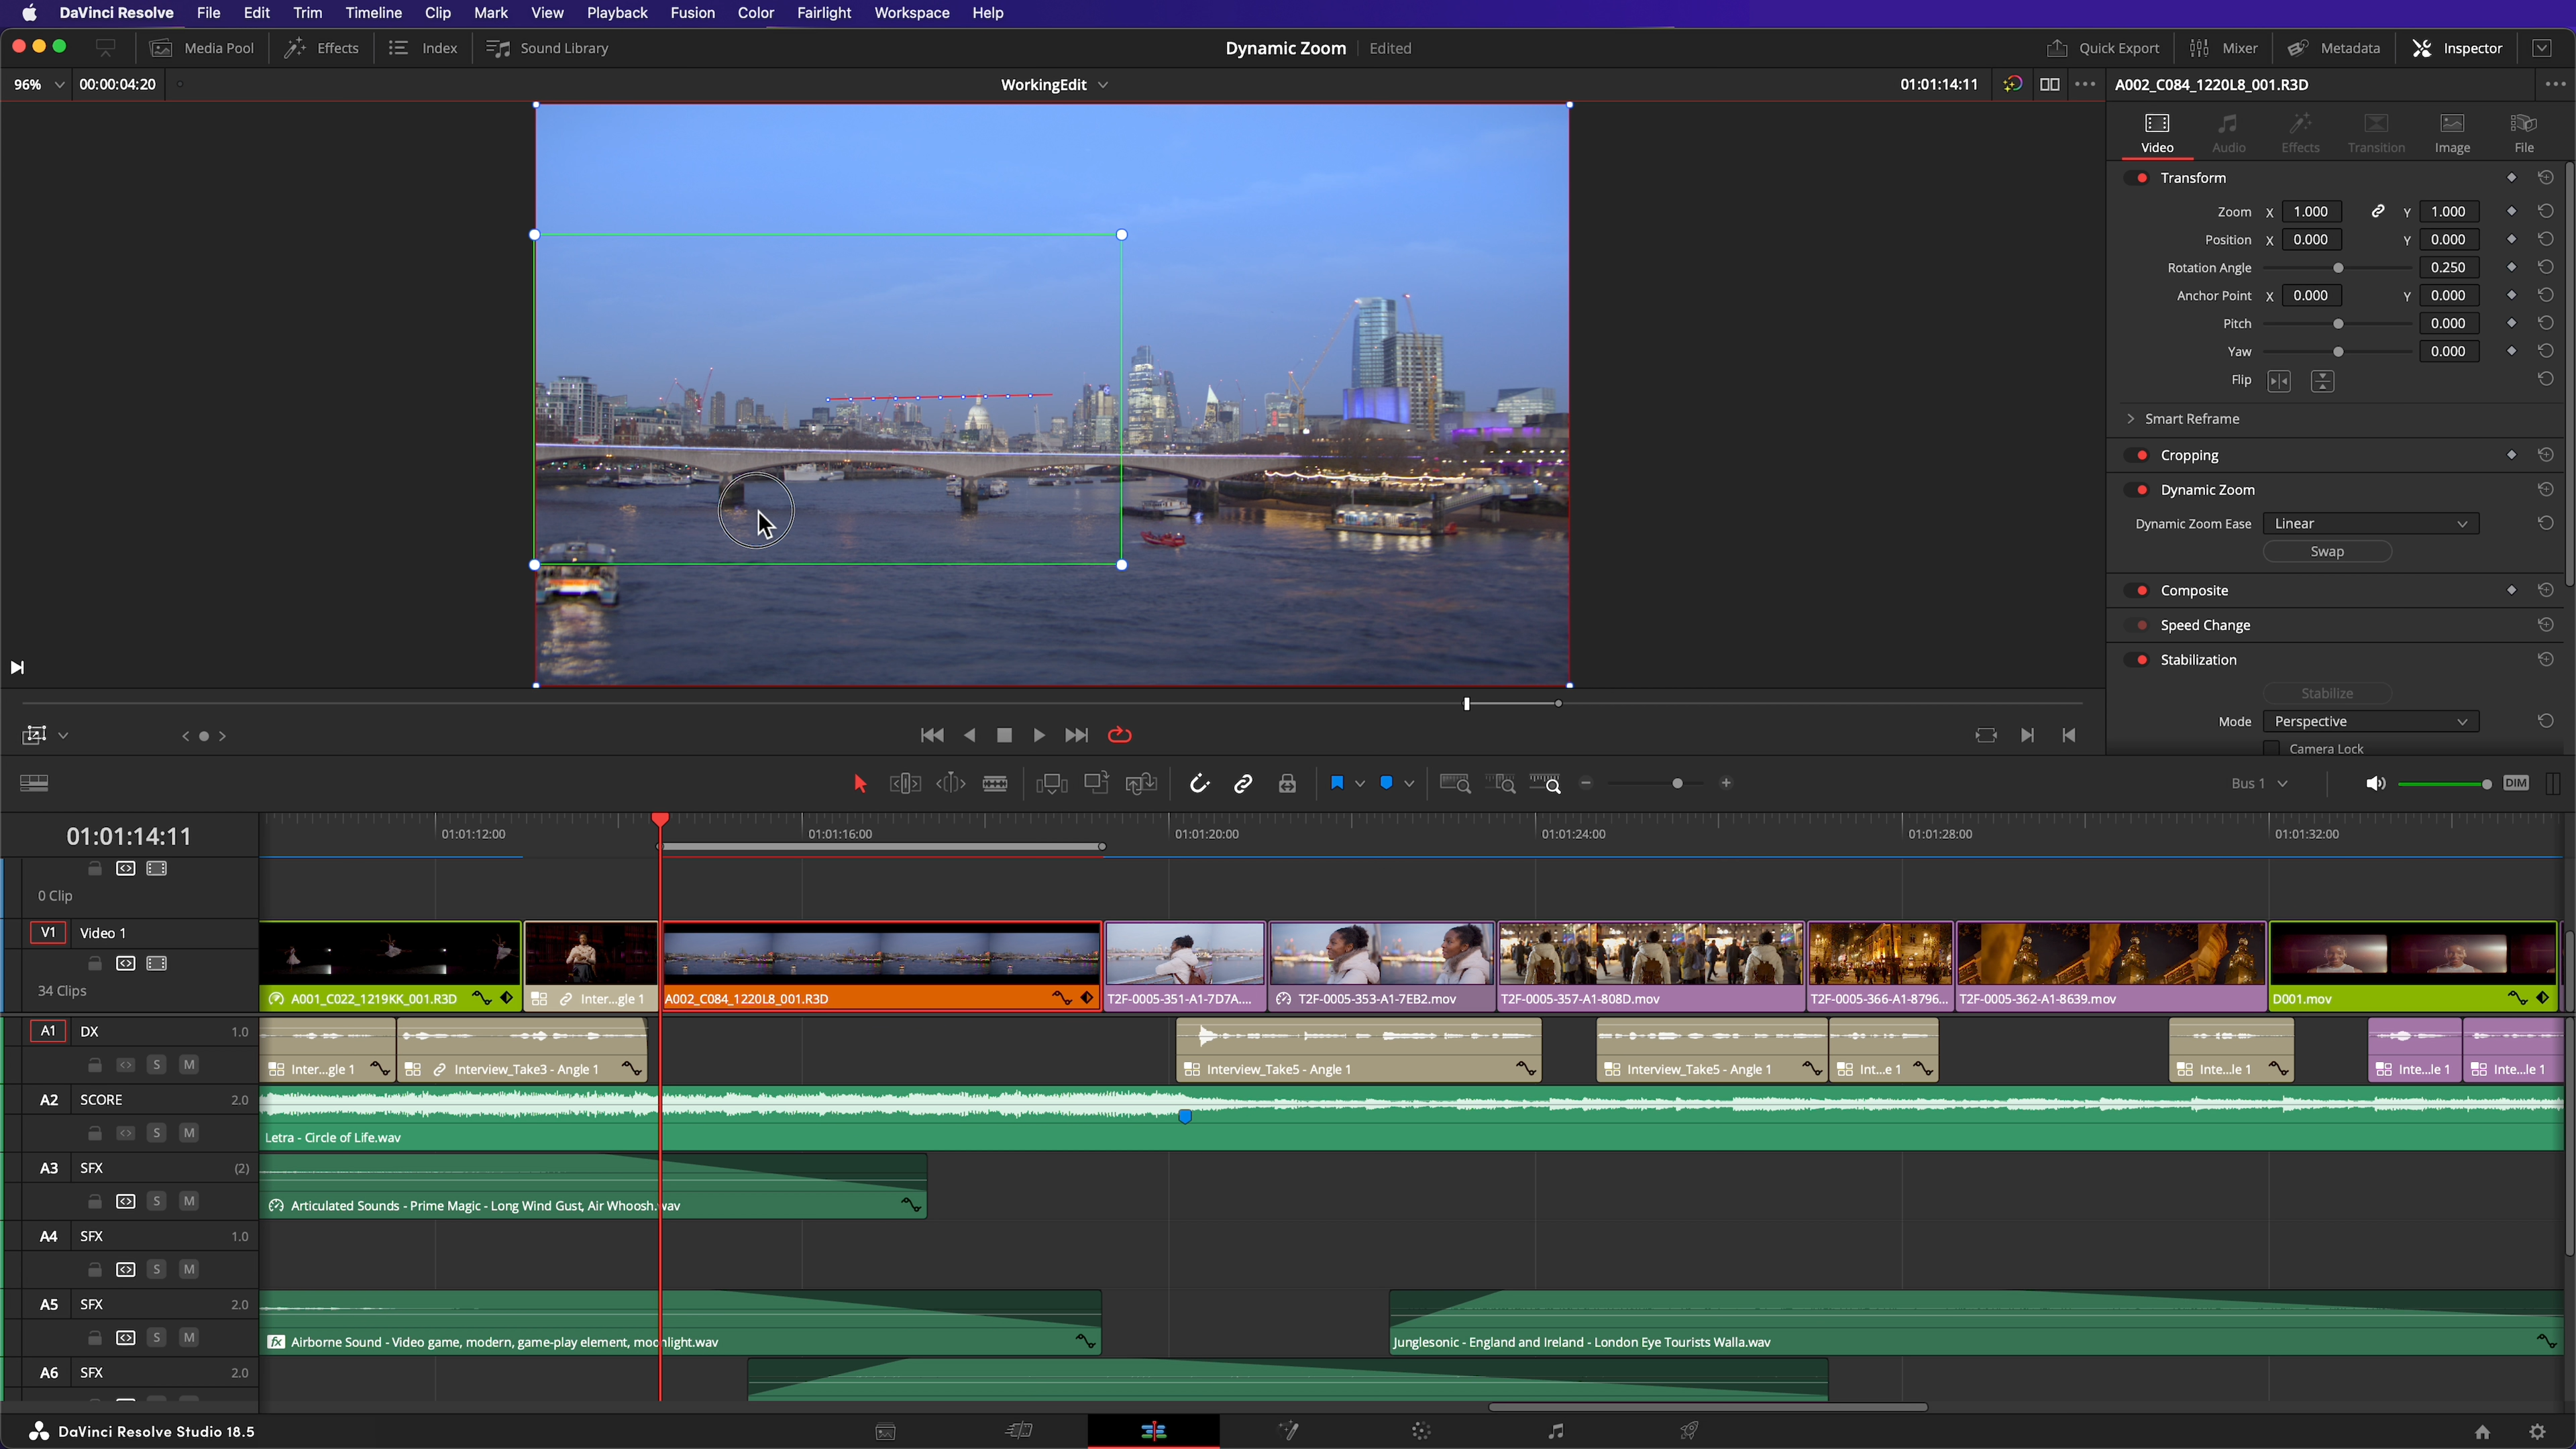 DaVinci Resolve File Edit Trim Timeline Clip Mark View Playback Fusion Color Fairlight Workspace Help
Media Pool Effects Index Sound Library Dynamic Zoom Edited Quick Export Mixer Metadata Inspector
96% 00:00:04:20 WorkingEdit 01:01:14:11 A002_C084_1220L8_001.R3D
Video Audio Effects Transition Image File
Transform
Zoom X 1.000 Y 1.000
Position X 0.000 Y 0.000
Rotation Angle 0.250
Anchor Point X 0.000 Y 0.000
Pitch 0.000
Yaw 0.000
Flip
Smart Reframe
Cropping
Dynamic Zoom
Dynamic Zoom Ease Linear
Swap
Composite
Speed Change
Stabilization
Stabilize
Mode Perspective
Camera Lock
Bus 1 DIM
01:01:14:11 01:01:12:00 01:01:16:00 01:01:20:00 01:01:24:00 01:01:28:00 01:01:32:00
0 Clip
V1 Video 1
34 Clips
A001_C022_1219KK_001.R3D Inter...gle 1 A002_C084_1220L8_001.R3D T2F-0005-351-A1-7D7A.... T2F-0005-353-A1-7EB2.mov T2F-0005-357-A1-808D.mov T2F-0005-366-A1-8796... T2F-0005-362-A1-8639.mov D001.mov
A1 DX 1.0
S M Inter...gle 1 Interview_Take3 - Angle 1 Interview_Take5 - Angle 1 Interview_Take5 - Angle 1 Int...e 1 Inte...le 1 Inte...le 1 Inte...le 1
A2 SCORE 2.0
S M Letra - Circle of Life.wav
A3 SFX (2)
S M Articulated Sounds - Prime Magic - Long Wind Gust, Air Whoosh.wav
A4 SFX 1.0
S M
A5 SFX 2.0
S M fx Airborne Sound - Video game, modern, game-play element, moonlight.wav Junglesonic - England and Ireland - London Eye Tourists Walla.wav
A6 SFX 2.0
DaVinci Resolve Studio 18.5